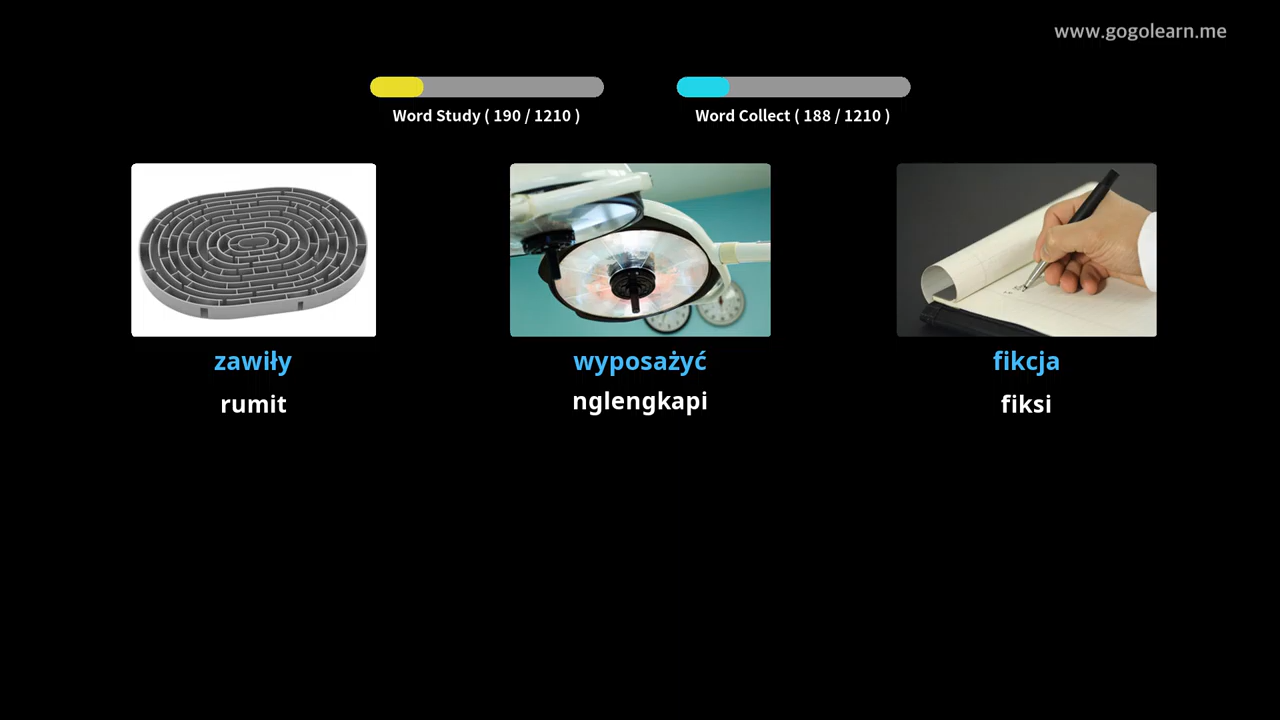 www.gogolearn.me
Word Study ( 190 / 1210 )
Word Collect ( 188 / 1210 )
zawiły
wyposażyć
fikcja
rumit
nglengkapi
fiksi